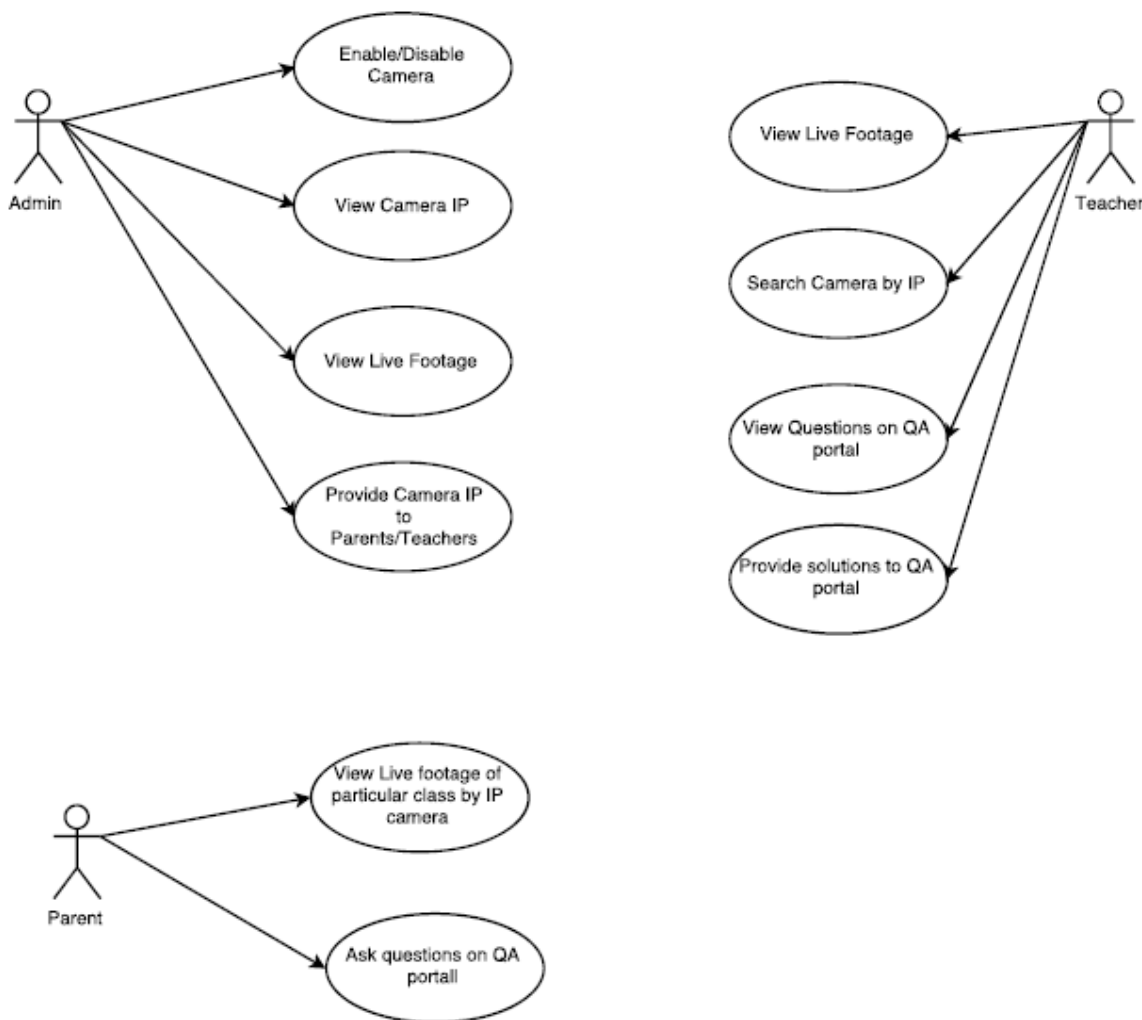 Enable/Disable
Camera
Admin
View Camera IP
View Live Footage
Provide Camera IP
to
Parents/Teachers
View Live Footage
Teacher
Search Camera by IP
View Questions on QA
portal
Provide solutions to QA
portal
View Live footage of
particular class by IP
camera
Parent
Ask questions on QA
portall